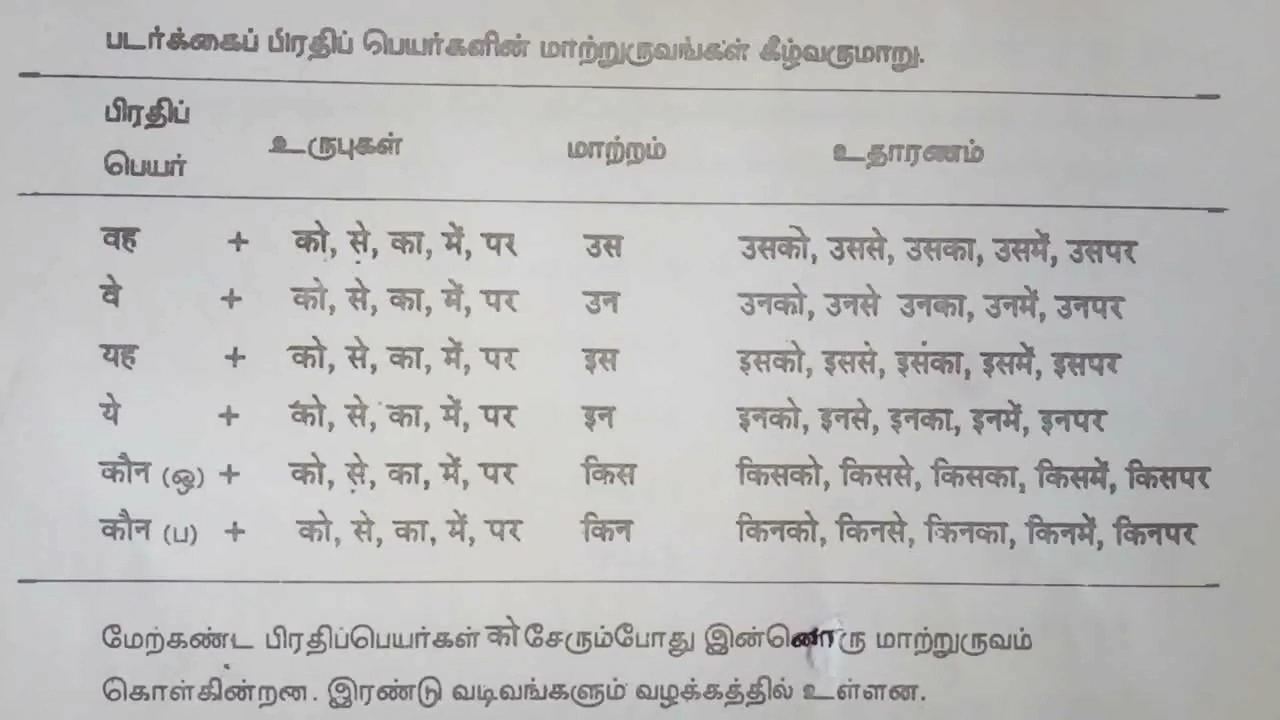 படர்க்கைப் பிரதிப் பெயர்களின் மாற்றுருவங்கள் கீழ்வருமாறு.
பிரதிப் பெயர் உருபுகள் மாற்றம் உதாரணம்
वह + को, से, का, में, पर उस उसको, उससे, उसका, उसमें, उसपर
वे + को, से, का, में, पर उन उनको, उनसे उनका, उनमें, उनपर
यह + को, से, का, में, पर इस इसको, इससे, इसका, इसमें, इसपर
ये + को, से, का, में, पर इन इनको, इनसे, इनका, इनमें, इनपर
कौन (ஒ) + को, से, का, में, पर किस किसको, किससे, किसका, किसमें, किसपर
कौन (ப) + को, से, का, में, पर किन किनको, किनसे, किनका, किनमें, किनपर
மேற்கண்ட பிரதிப்பெயர்கள் को சேரும்போது இன்னொரு மாற்றுருவம்
கொள்கின்றன. இரண்டு வடிவங்களும் வழக்கத்தில் உள்ளன.